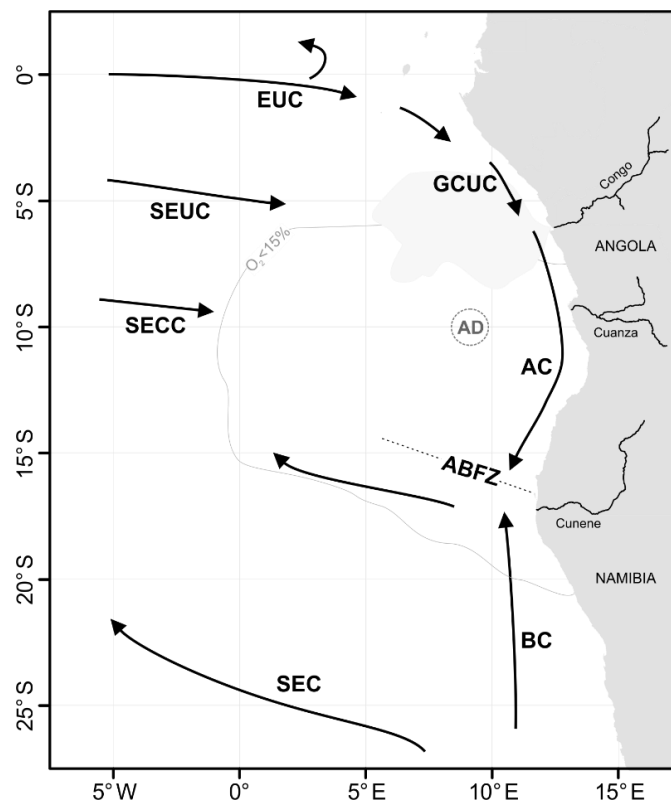 0°
EUC
Congo
GCUC
5°S
SEUC
ANGOLA
O₂<15%
SECC
Cuanza
10°S
AD
AC
15°S
ABFZ
Cunene
NAMIBIA
20°S
BC
SEC
25°S
5°W
0°
5°E
10°E
15°E